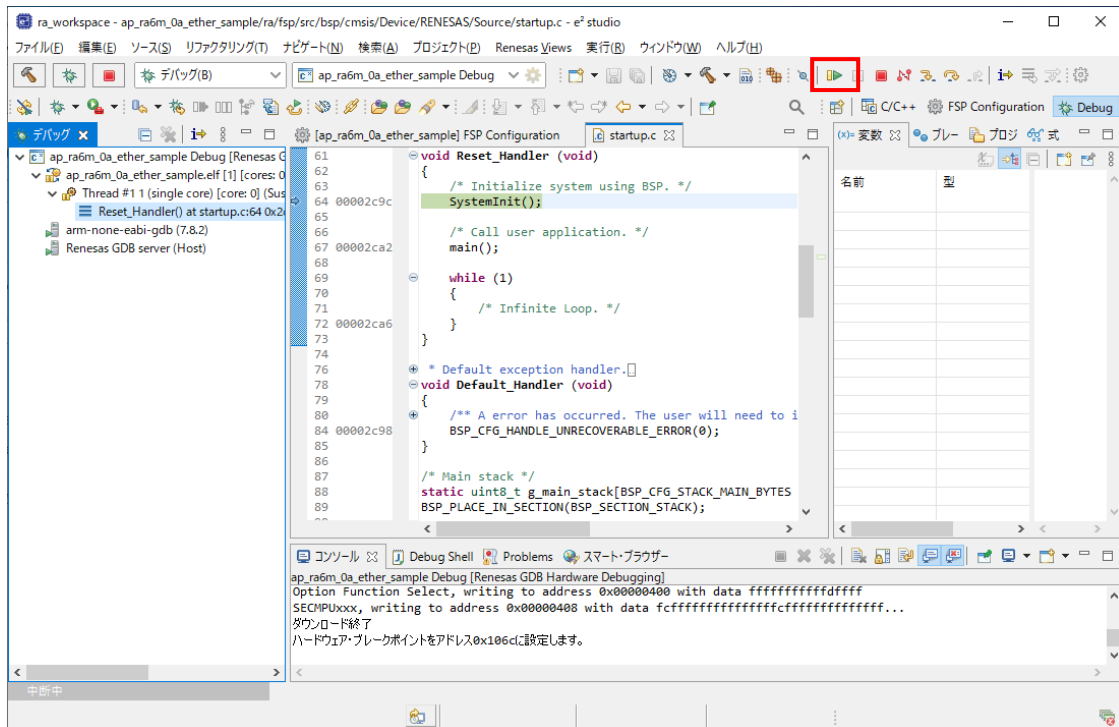 ra_workspace - ap_ra6m_0a_ether_sample/ra/fsp/src/bsp/cmsis/Device/RENESAS/Source/startup.c - e² studio
ファイル(F) 編集(E) ソース(S) リファクタリング(T) ナビゲート(N) 検索(A) プロジェクト(P) Renesas Views 実行(R) ウィンドウ(W) ヘルプ(H)
デバッグ(B) ap_ra6m_0a_ether_sample Debug
C/C++ FSP Configuration Debug
デバッグ
ap_ra6m_0a_ether_sample Debug [Renesas G
ap_ra6m_0a_ether_sample.elf [1] [cores: 0
Thread #1 1 (single core) [core: 0] (Sus
Reset_Handler() at startup.c:64 0x2
arm-none-eabi-gdb (7.8.2)
Renesas GDB server (Host)
[ap_ra6m_0a_ether_sample] FSP Configuration startup.c
61 void Reset_Handler (void)
62 {
63 /* Initialize system using BSP. */
64 00002c9c SystemInit();
65
66 /* Call user application. */
67 00002ca2 main();
68
69 while (1)
70 {
71 /* Infinite Loop. */
72 00002ca6 }
73 }
74
76 * Default exception handler.
78 void Default_Handler (void)
79 {
80 /** A error has occurred. The user will need to i
84 00002c98 BSP_CFG_HANDLE_UNRECOVERABLE_ERROR(0);
85 }
86
87 /* Main stack */
88 static uint8_t g_main_stack[BSP_CFG_STACK_MAIN_BYTES
89 BSP_PLACE_IN_SECTION(BSP_SECTION_STACK);
(x)= 変数 ブレー プロジ 式
名前 型
コンソール Debug Shell Problems スマート・ブラウザー
ap_ra6m_0a_ether_sample Debug [Renesas GDB Hardware Debugging]
Option Function Select, writing to address 0x00000400 with data fffffffffffdffff
SECMPUxxx, writing to address 0x00000408 with data fcffffffffffffffffcfffffffffffffff...
ダウンロード終了
ハードウェア・ブレークポイントをアドレス0x106cに設定します。
中断中